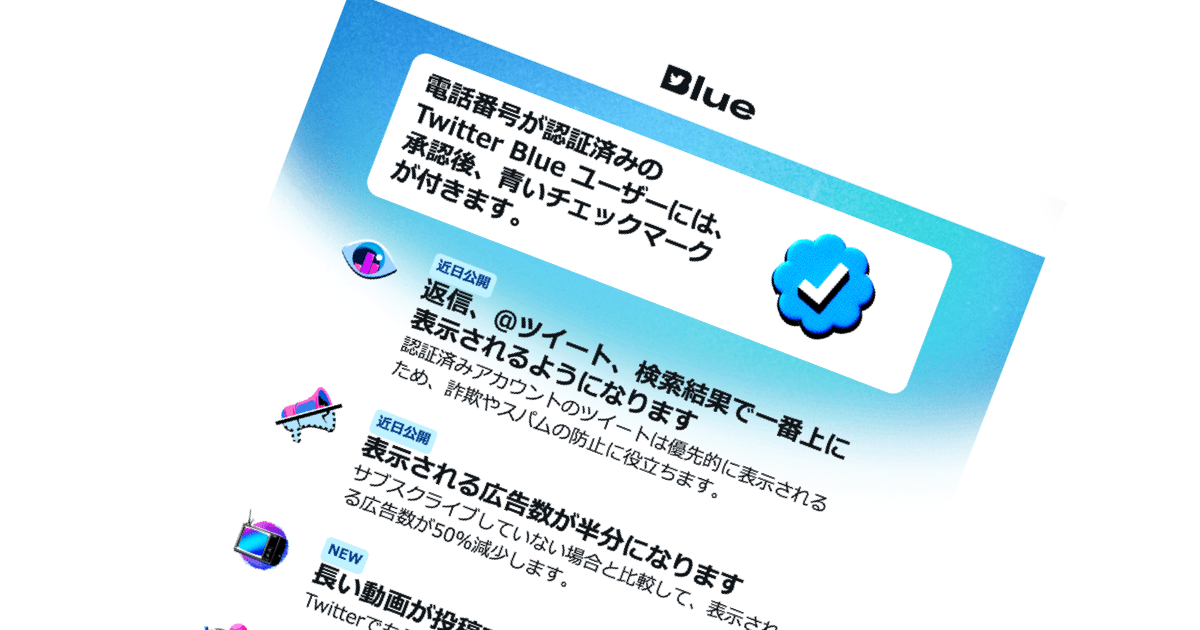 Blue
電話番号が認証済みの
Twitter Blue ユーザーには、
承認後、青いチェックマーク
が付きます。
近日公開
返信、@ツイート、検索結果で一番上に
表示されるようになります
認証済みアカウントのツイートは優先的に表示される
ため、詐欺やスパムの防止に役立ちます。
近日公開
表示される広告数が半分になります
サブスクライブしていない場合と比較して、表示され
る広告数が50%減少します。
NEW
長い動画が投稿
Twitterで